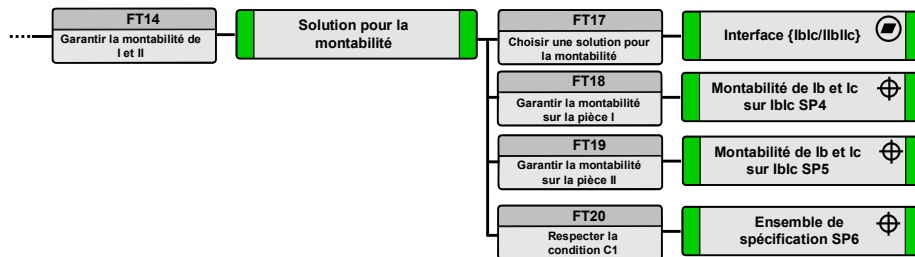 FT14
Garantir la montabilité de
I et II
Solution pour la
montabilité
FT17
Choisir une solution pour
la montabilité
Interface {IbIc/IIbIIc}
FT18
Garantir la montabilité
sur la pièce I
Montabilité de Ib et Ic
sur IbIc SP4
FT19
Garantir la montabilité
sur la pièce II
Montabilité de Ib et Ic
sur IbIc SP5
FT20
Respecter la
condition C1
Ensemble de
spécification SP6